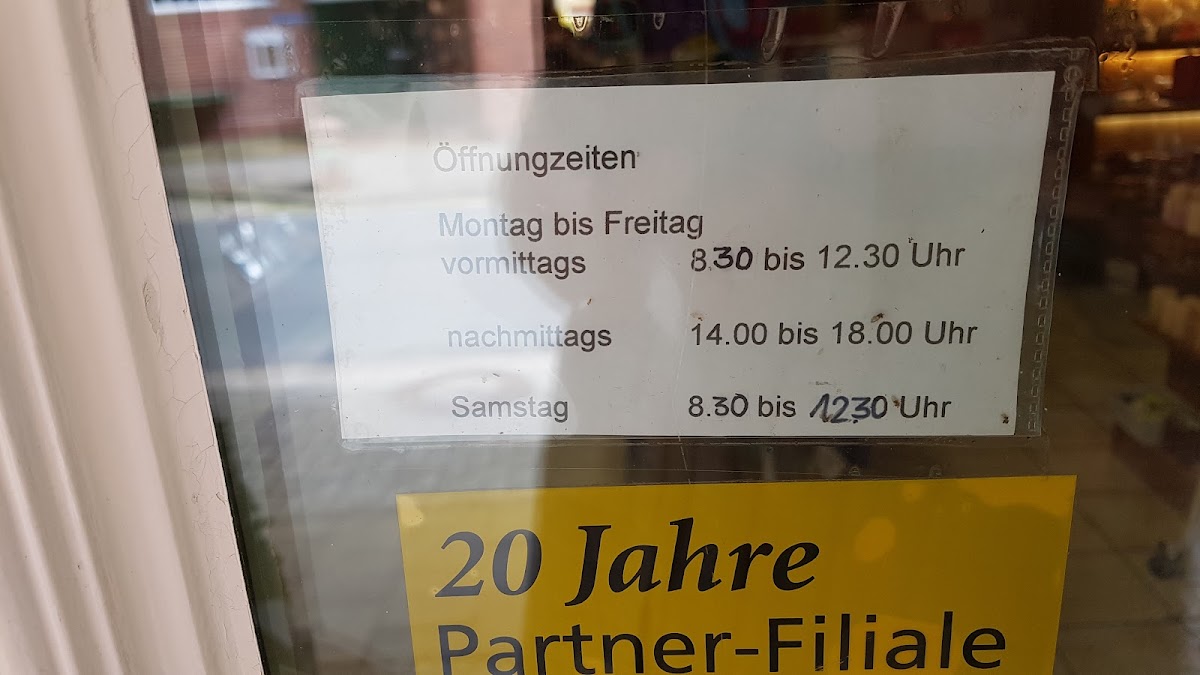 Öffnungzeiten
Montag bis Freitag
vormittags 8.30 bis 12.30 Uhr
nachmittags 14.00 bis 18.00 Uhr
Samstag 8.30 bis 12.30 Uhr
20 Jahre
Partner-Filiale